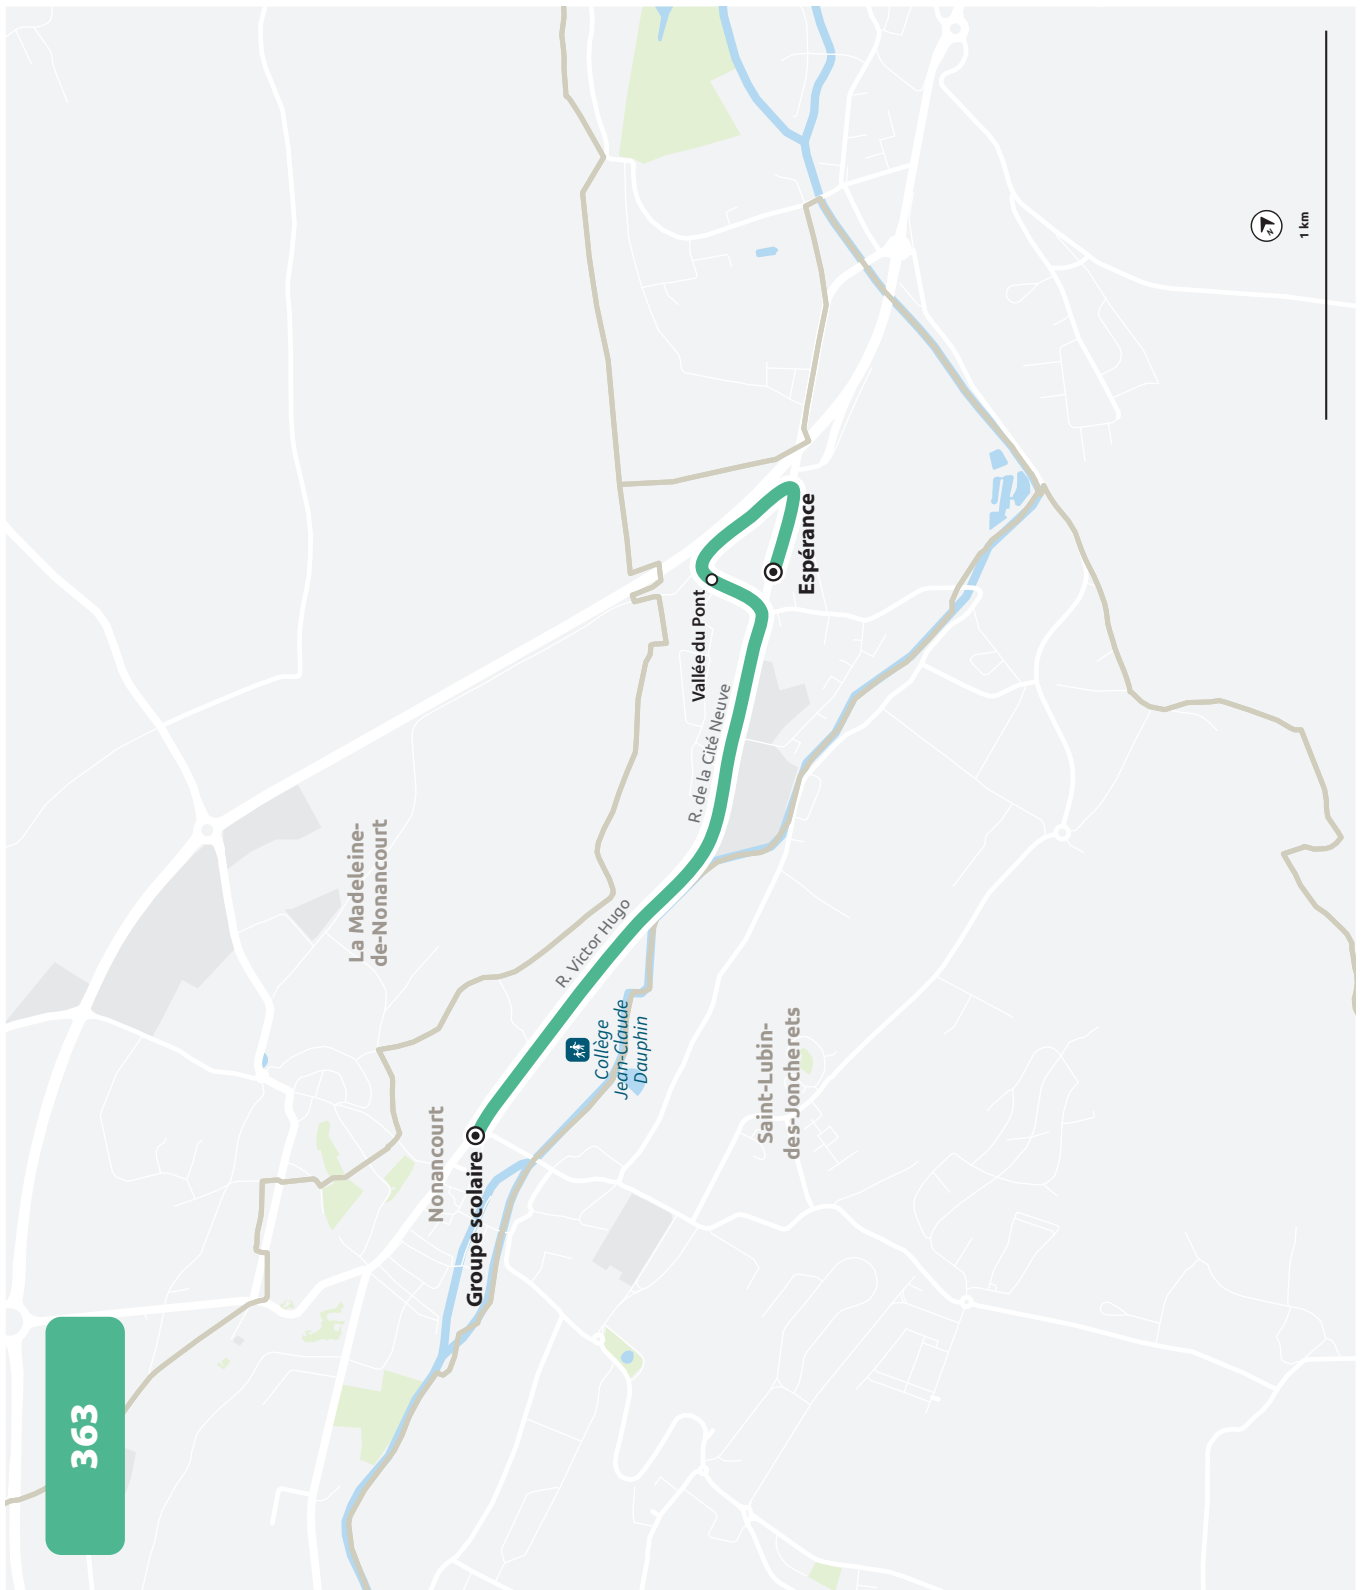 363
La Madeleine-
de-Nonancourt
Nonancourt
Groupe scolaire
R. Victor Hugo
Collège
Jean-Claude
Dauphin
R. de la Cité Neuve
Vallée du Pont
Espérance
Saint-Lubin-
des-Joncherets
N
1 km